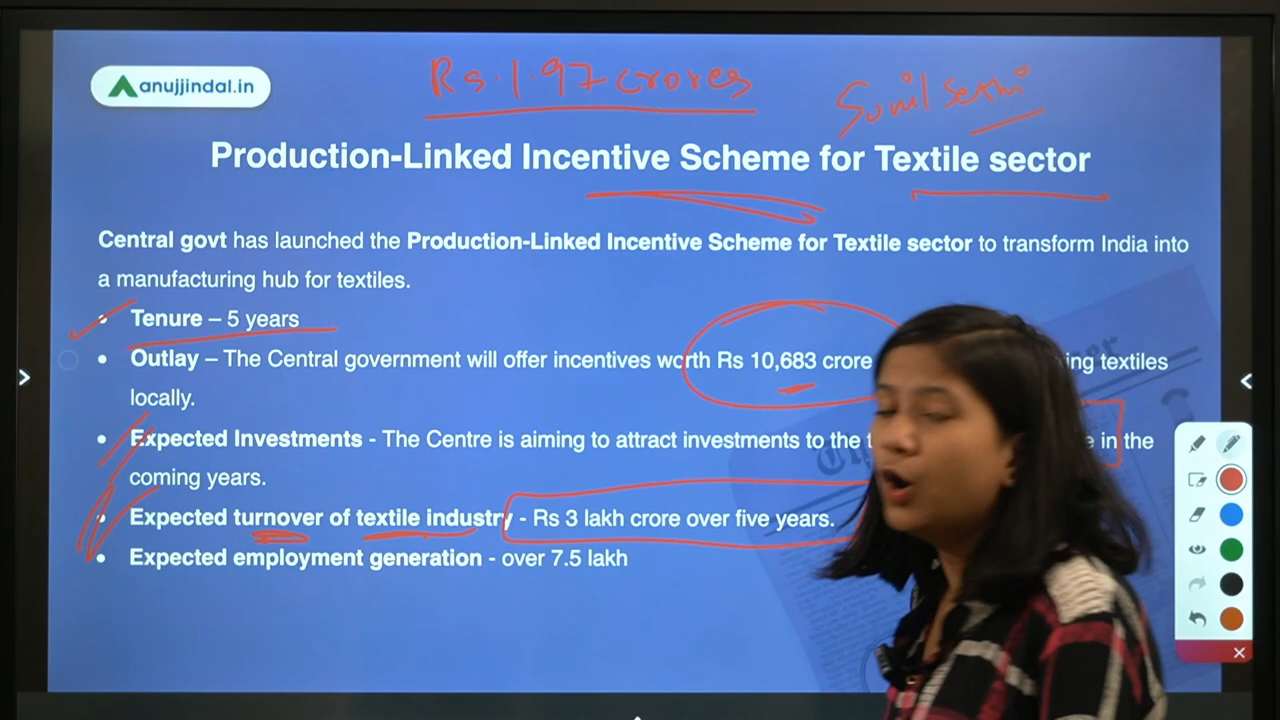 anujjindal.in
Rs. 1.97 crores
Sunil Sethi
Production-Linked Incentive Scheme for Textile sector
Central govt has launched the Production-Linked Incentive Scheme for Textile sector to transform India into
a manufacturing hub for textiles.
• Tenure – 5 years
• Outlay – The Central government will offer incentives worth Rs 10,683 crore ing textiles
locally.
• Expected Investments - The Centre is aiming to attract investments to the in the
coming years.
• Expected turnover of textile industry - Rs 3 lakh crore over five years.
• Expected employment generation - over 7.5 lakh